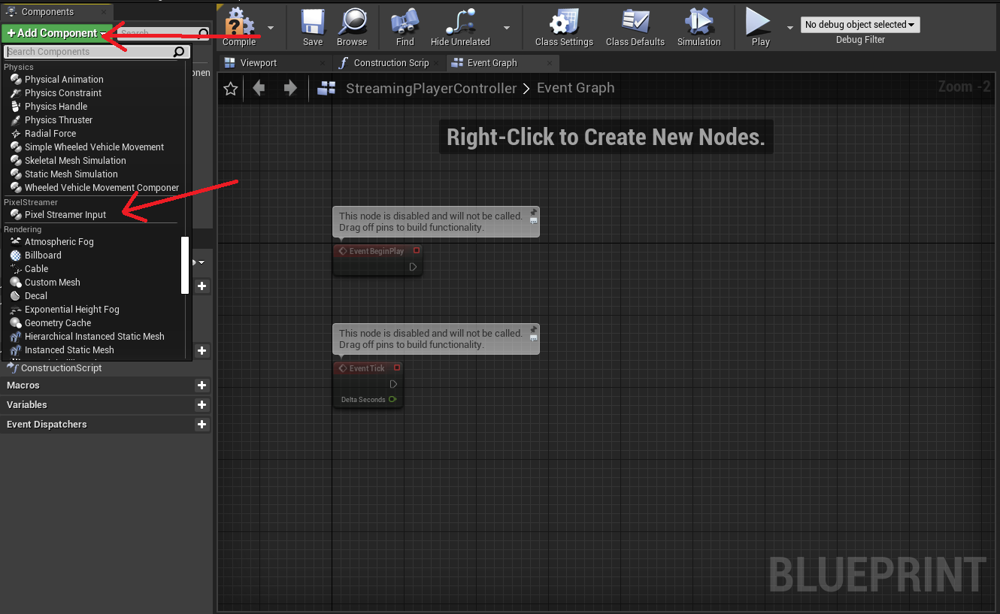 Components
+ Add Component
Search
Search Components
Physics
Physical Animation
Physics Constraint
Physics Handle
Physics Thruster
Radial Force
Simple Wheeled Vehicle Movement
Skeletal Mesh Simulation
Static Mesh Simulation
Wheeled Vehicle Movement Componer
PixelStreamer
Pixel Streamer Input
Rendering
Atmospheric Fog
Billboard
Cable
Custom Mesh
Decal
Exponential Height Fog
Geometry Cache
Hierarchical Instanced Static Mesh
Instanced Static Mesh
ConstructionScript
Macros
Variables
Event Dispatchers
Compile
Save
Browse
Find
Hide Unrelated
Class Settings
Class Defaults
Simulation
Play
No debug object selected
Debug Filter
Viewport
Construction Scrip
Event Graph
StreamingPlayerController > Event Graph
Zoom -2
Right-Click to Create New Nodes.
This node is disabled and will not be called.
Drag off pins to build functionality.
Event BeginPlay
This node is disabled and will not be called.
Drag off pins to build functionality.
Event Tick
Delta Seconds
BLUEPRINT